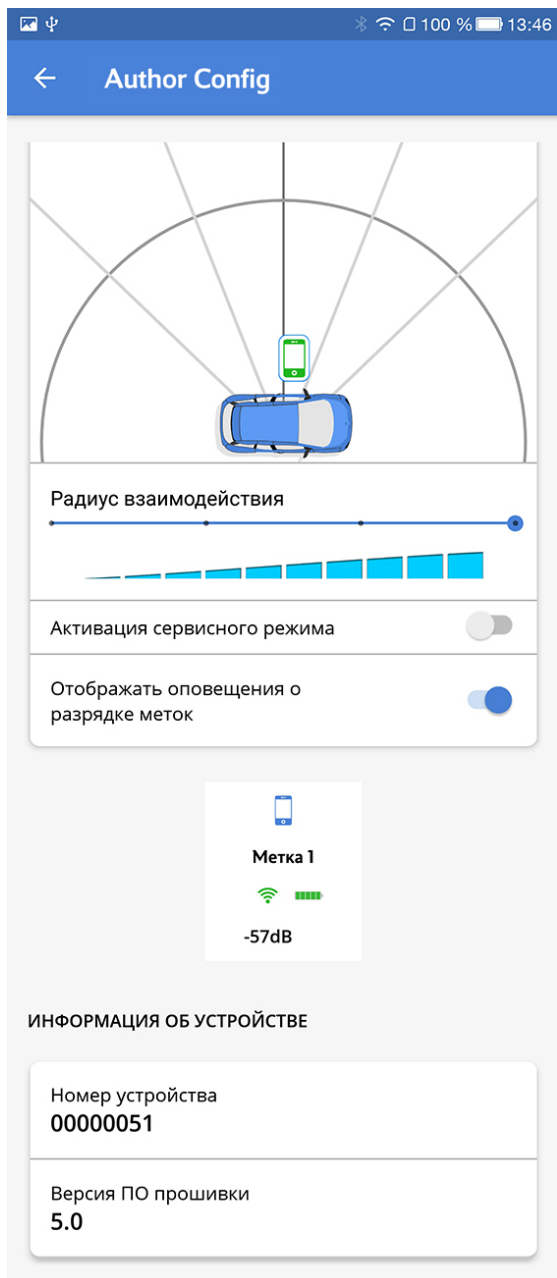 100 % 13:46
Author Config
Радиус взаимодействия
Активация сервисного режима
Отображать оповещения о
разрядке меток
Метка 1
-57dB
ИНФОРМАЦИЯ ОБ УСТРОЙСТВЕ
Номер устройства
00000051
Версия ПО прошивки
5.0